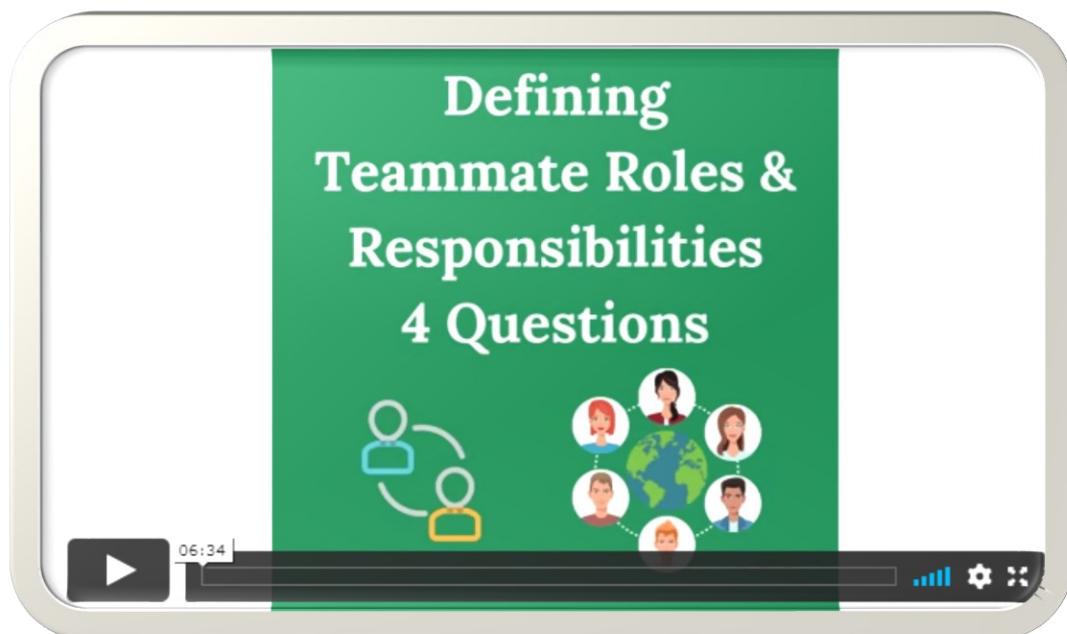 Defining
Teammate Roles &
Responsibilities
4 Questions
06:34